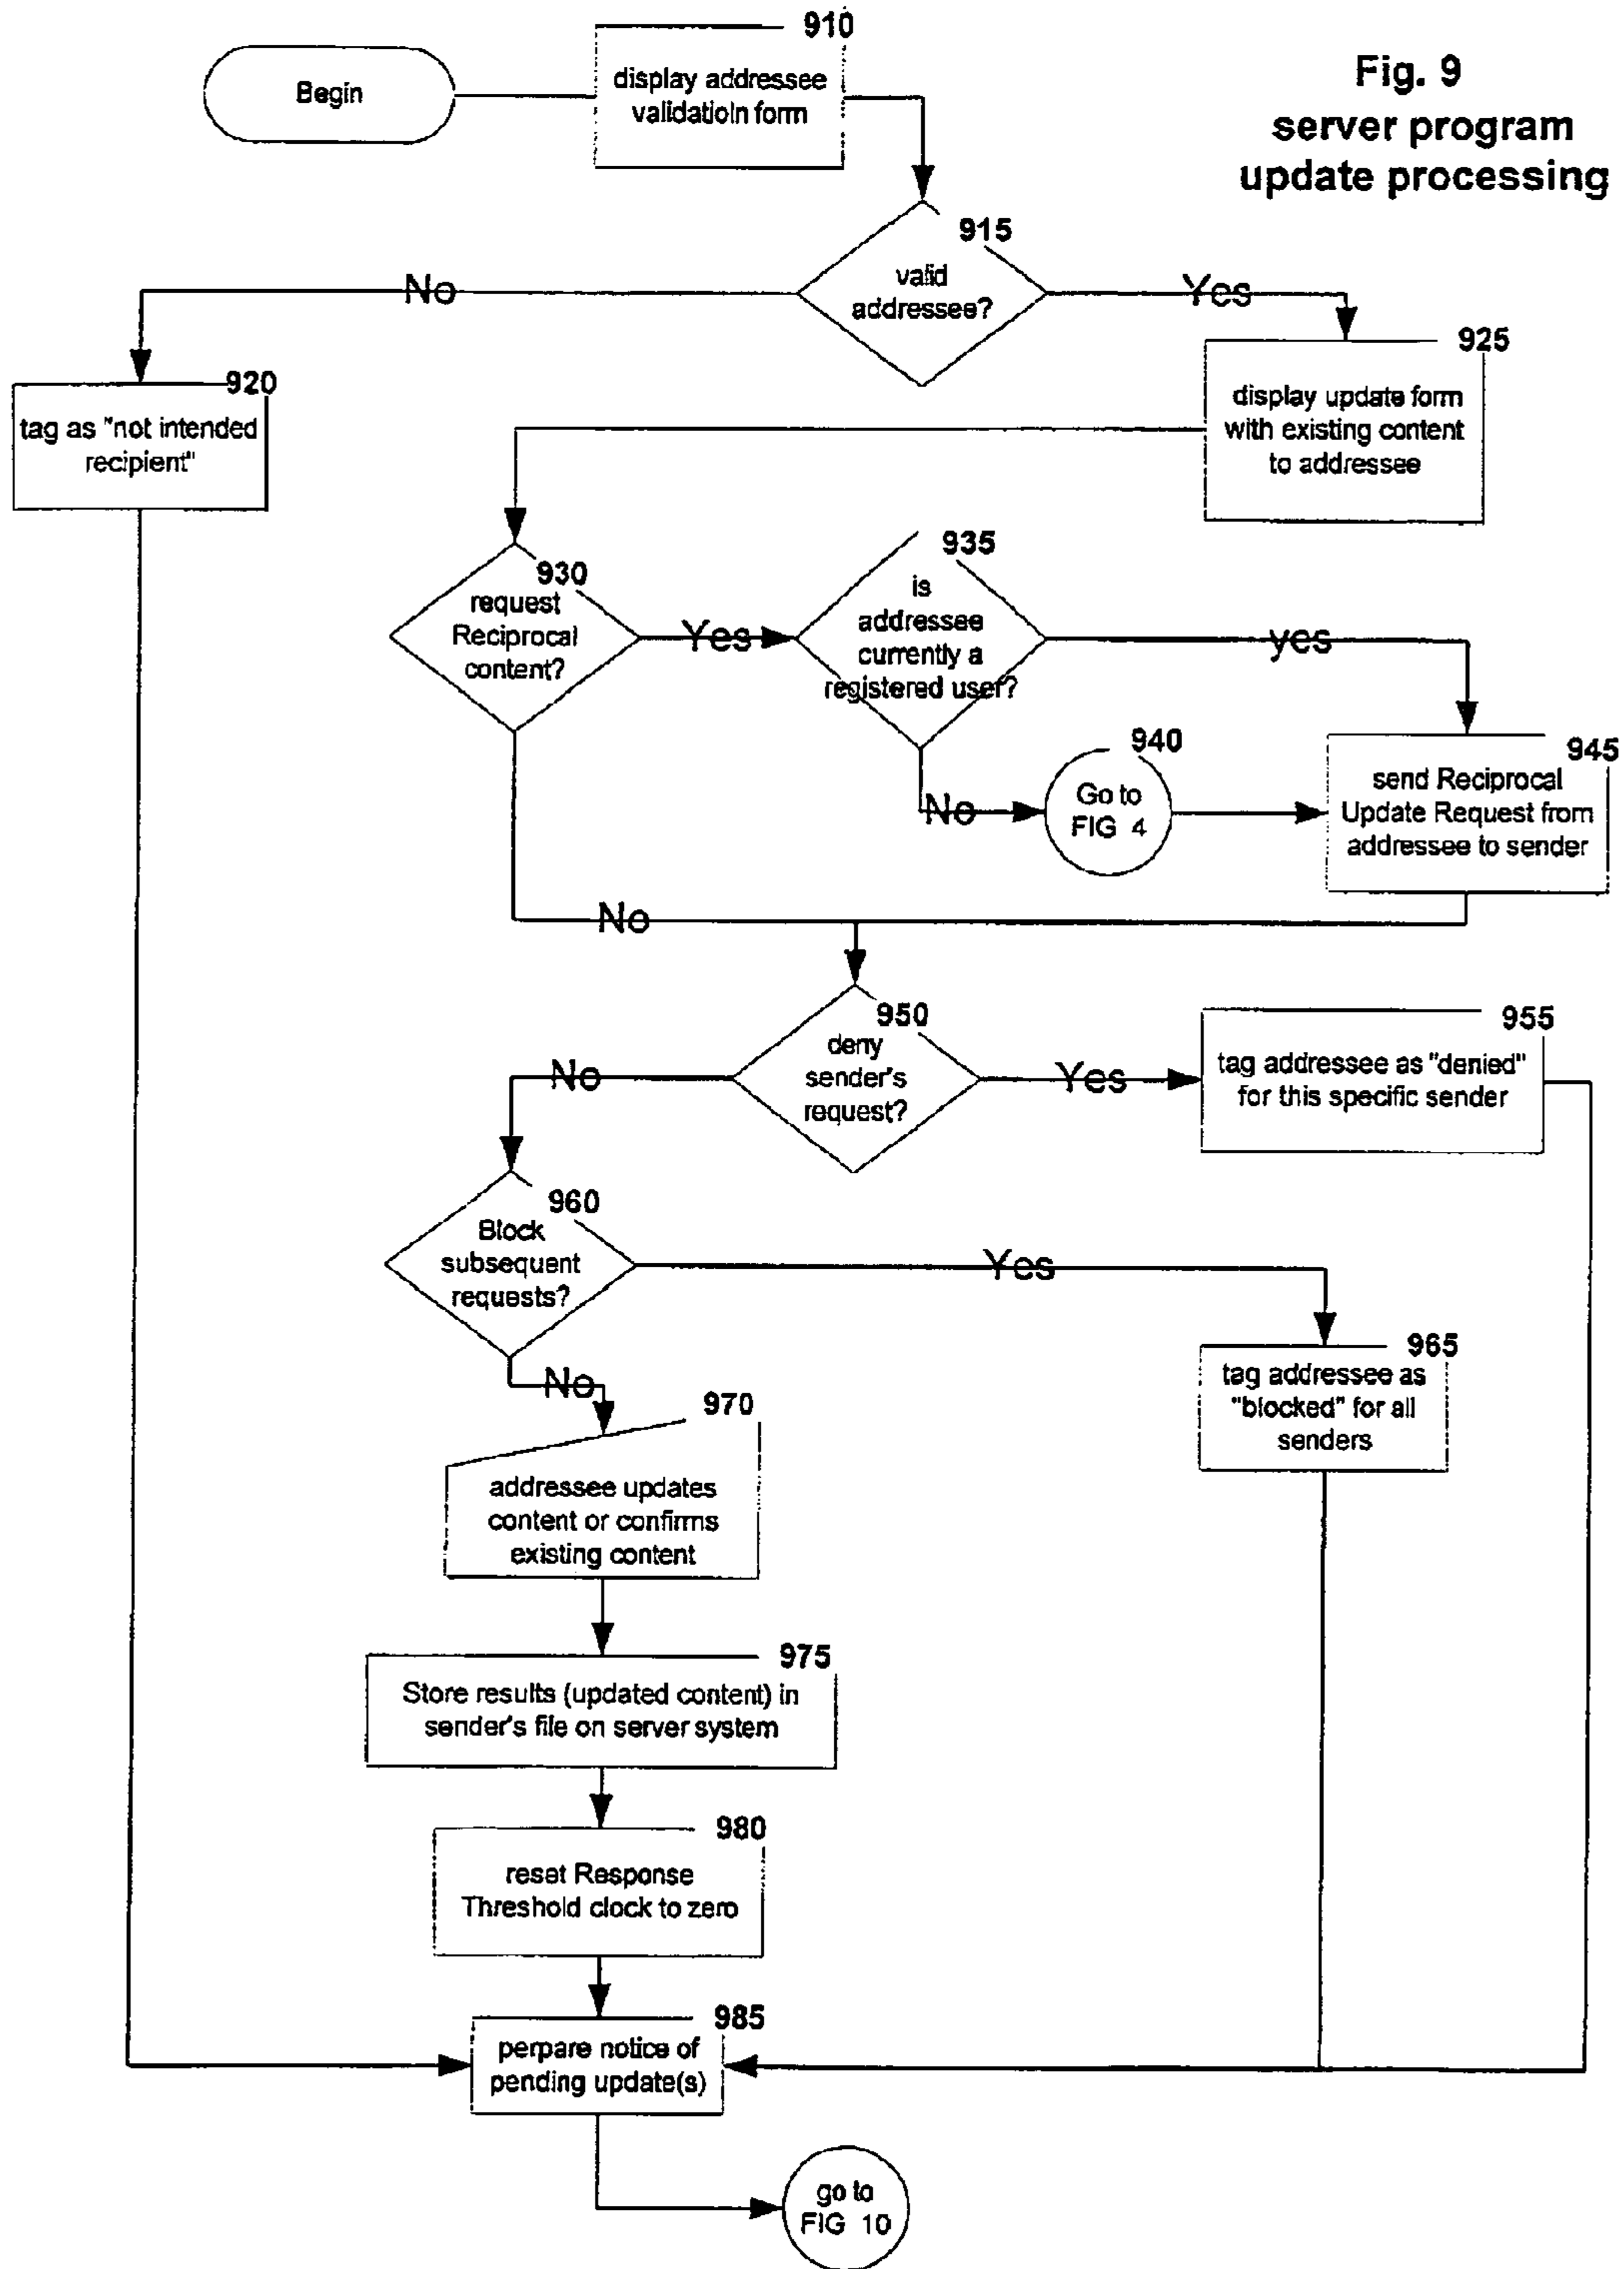 910
Begin
display addressee
validatioln form
Fig. 9
server program
update processing
915
valid
addressee?
No
Yes
920
tag as "not intended
recipient"
925
display update form
with existing content
to addressee
930
request
Reciprocal
content?
Yes
935
is
addressee
currently a
registered user?
yes
No
940
Go to
FIG 4
945
send Reciprocal
Update Request from
addressee to sender
No
950
deny
sender's
request?
No
Yes
955
tag addressee as "denied"
for this specific sender
960
Block
subsequent
requests?
Yes
No
965
tag addressee as
"blocked" for all
senders
970
addressee updates
content or confirms
existing content
975
Store results (updated content) in
sender's file on server system
980
reset Response
Threshold clock to zero
985
perpare notice of
pending update(s)
go to
FIG 10